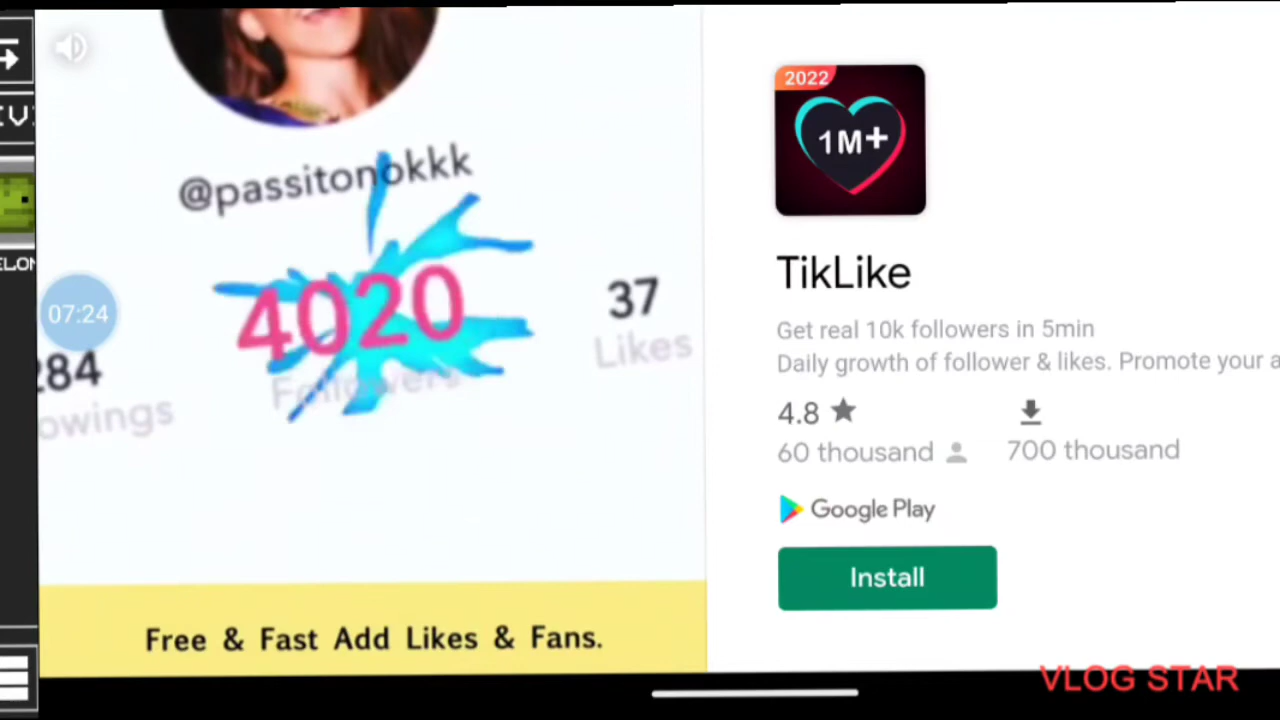 @passitonokkk
4020
Followers
284
owings
37
Likes
07:24
Free & Fast Add Likes & Fans.
2022
1M+
TikLike
Get real 10k followers in 5min
Daily growth of follower & likes. Promote your a
4.8
60 thousand
700 thousand
Google Play
Install
VLOG STAR